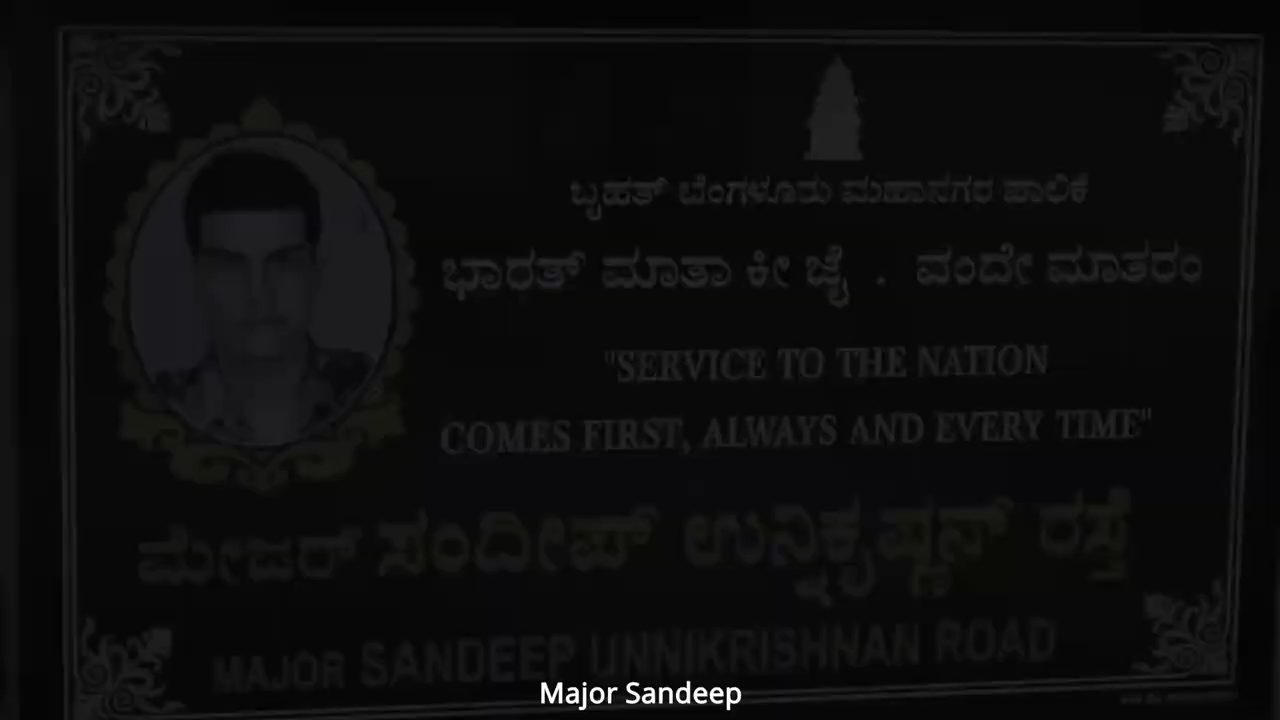 ಬೃಹತ್ ಬೆಂಗಳೂರು ಮಹಾನಗರ ಪಾಲಿಕೆ
ಭಾರತ್ ಮಾತಾ ಕೀ ಜೈ . ವಂದೇ ಮಾತರಂ
"SERVICE TO THE NATION
COMES FIRST, ALWAYS AND EVERY TIME"
ಮೇಜರ್ ಸಂದೀಪ್ ಉನ್ನಿಕೃಷ್ಣನ್ ರಸ್ತೆ
MAJOR SANDEEP UNNIKRISHNAN ROAD
Major Sandeep